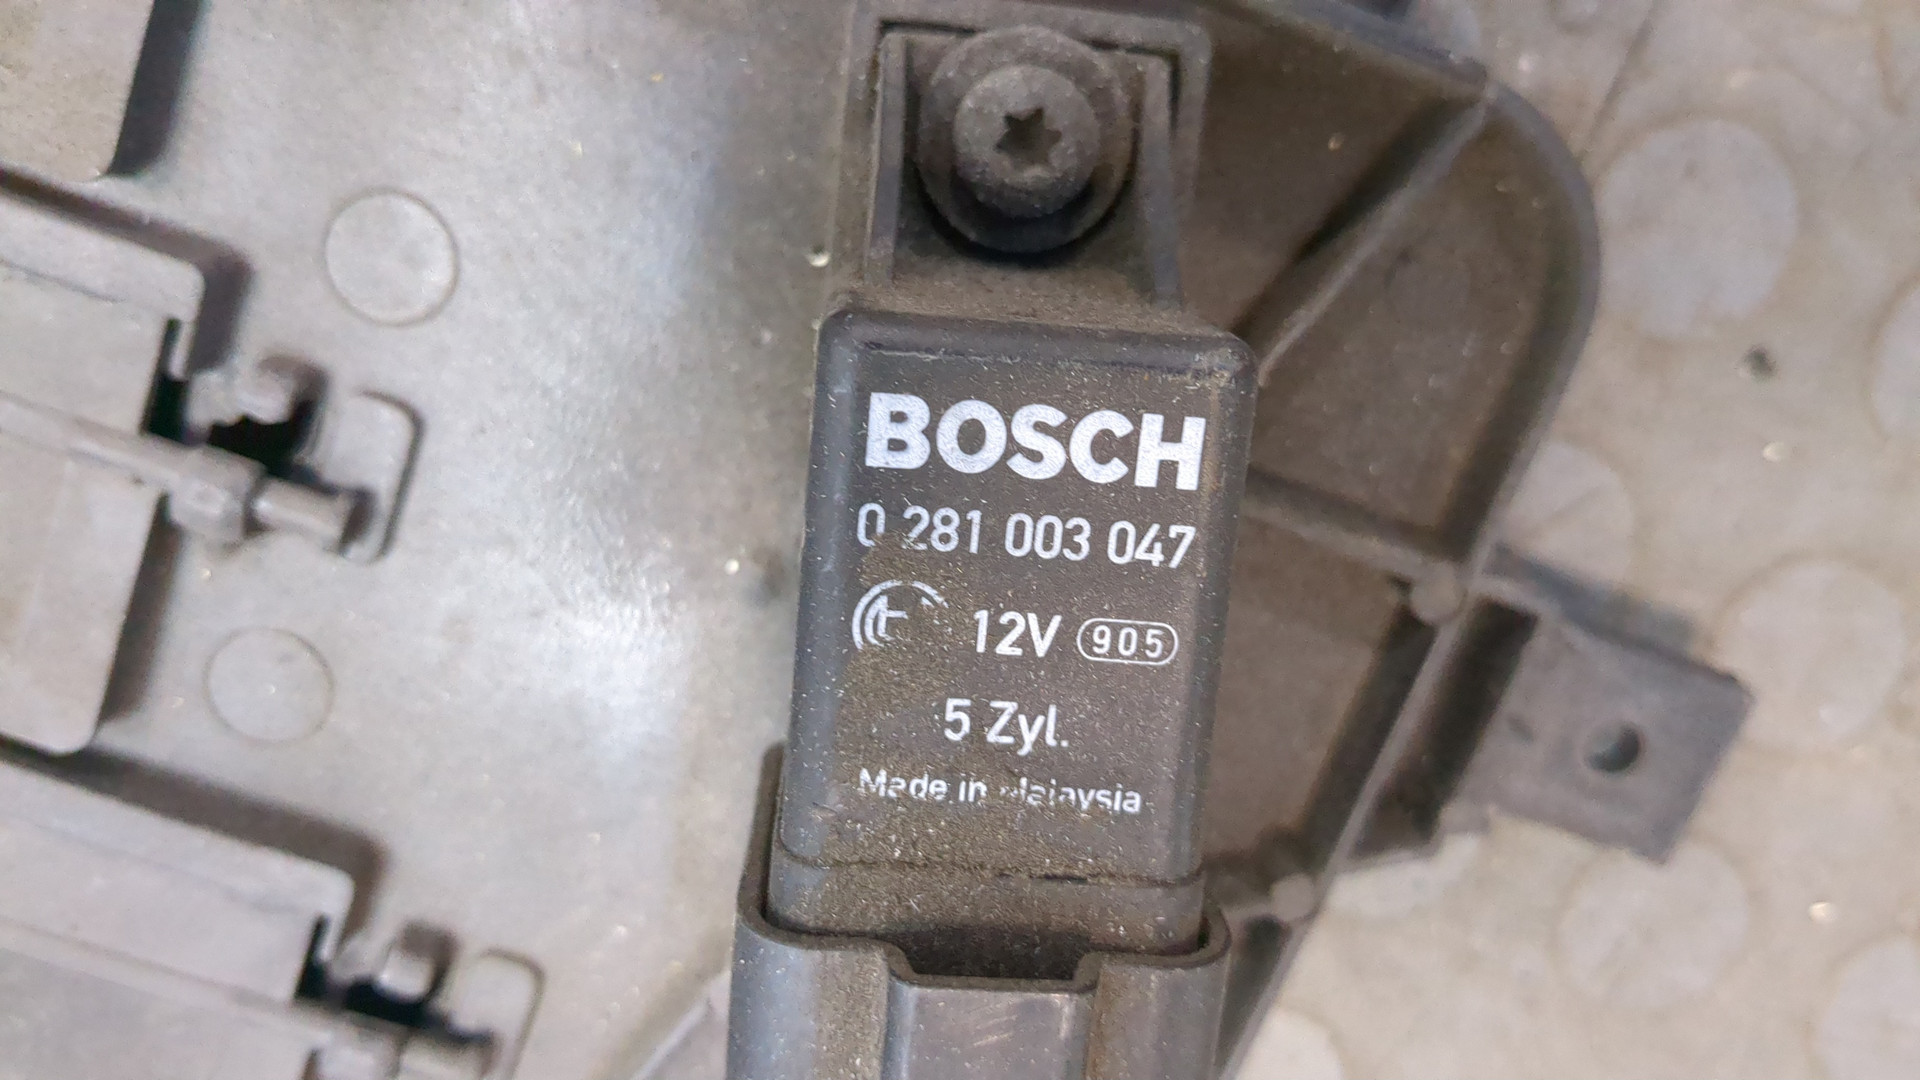 BOSCH
0 281 003 047
12V 905
5 Zyl.
Made in Malaysia